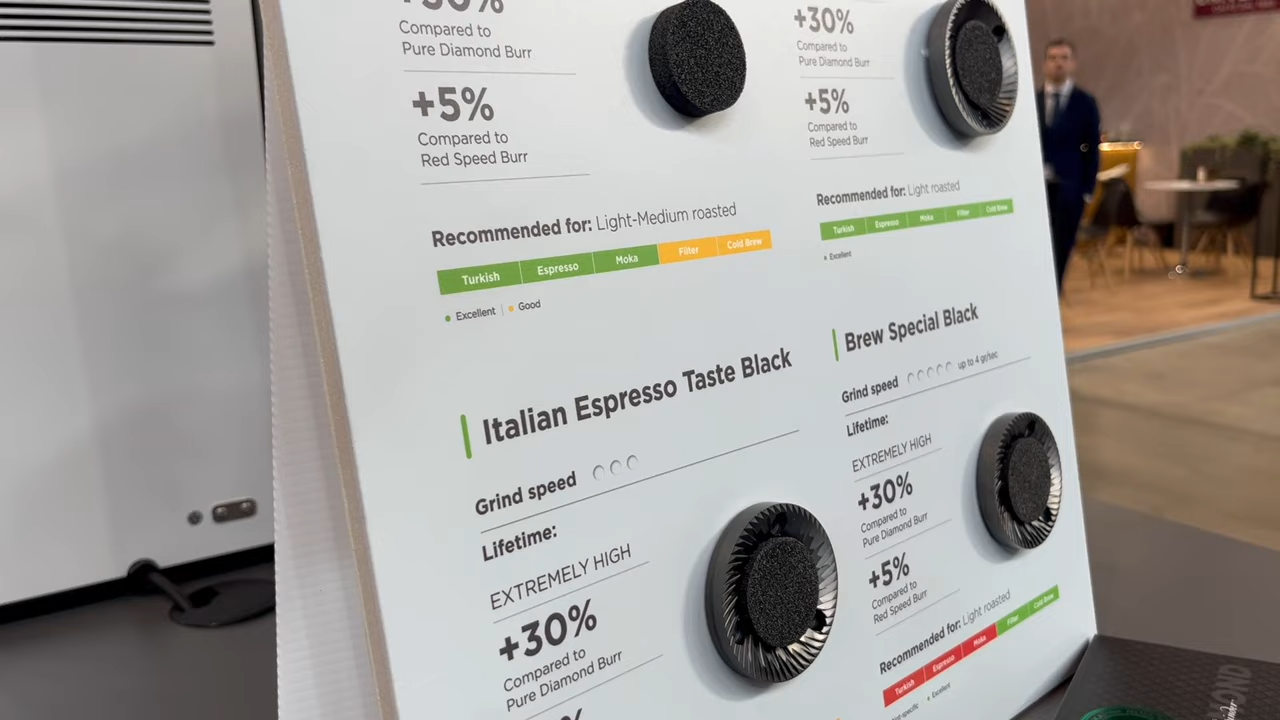 +30%
Compared to
Pure Diamond Burr
+5%
Compared to
Red Speed Burr
Recommended for: Light-Medium roasted
Turkish Espresso Moka Filter Cold Brew
Excellent | Good
+30%
Compared to
Pure Diamond Burr
+5%
Compared to
Red Speed Burr
Recommended for: Light roasted
Turkish Espresso Moka Filter Cold Brew
Excellent
Italian Espresso Taste Black
Grind speed
Lifetime:
EXTREMELY HIGH
+30%
Compared to
Pure Diamond Burr
%
Brew Special Black
Grind speed up to 4 gr/sec
Lifetime:
EXTREMELY HIGH
+30%
Compared to
Pure Diamond Burr
+5%
Compared to
Red Speed Burr
Recommended for: Light roasted
Turkish Espresso Moka Filter Cold Brew
Excellent